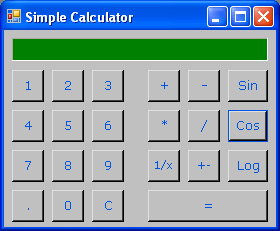 Simple Calculator
1 2 3 + - Sin
4 5 6 * / Cos
7 8 9 1/x +- Log
. 0 C =